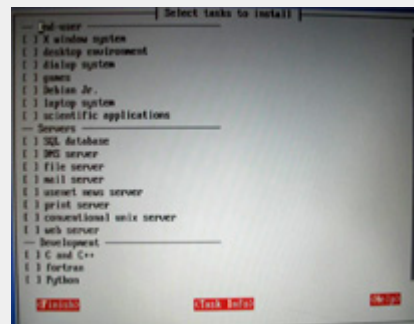 Select tasks to install
end-user
[ ] X window system
[ ] desktop environment
[ ] dialup system
[ ] games
[ ] Debian Jr.
[ ] laptop system
[ ] scientific applications
Servers
[ ] SQL database
[ ] DNS server
[ ] file server
[ ] mail server
[ ] usenet news server
[ ] print server
[ ] conventional unix server
[ ] web server
Development
[ ] C and C++
[ ] fortran
[ ] Python
<Finish> <Task Info> <Help>